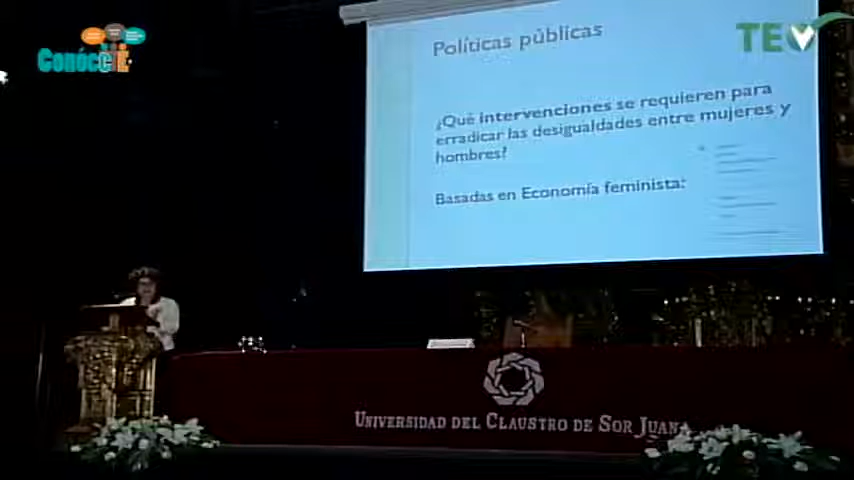 ConóceTE
TEV
Políticas públicas
¿Qué intervenciones se requieren para
erradicar las desigualdades entre mujeres y
hombres?
Basadas en Economía feminista:
UNIVERSIDAD DEL CLAUSTRO DE SOR JUANA